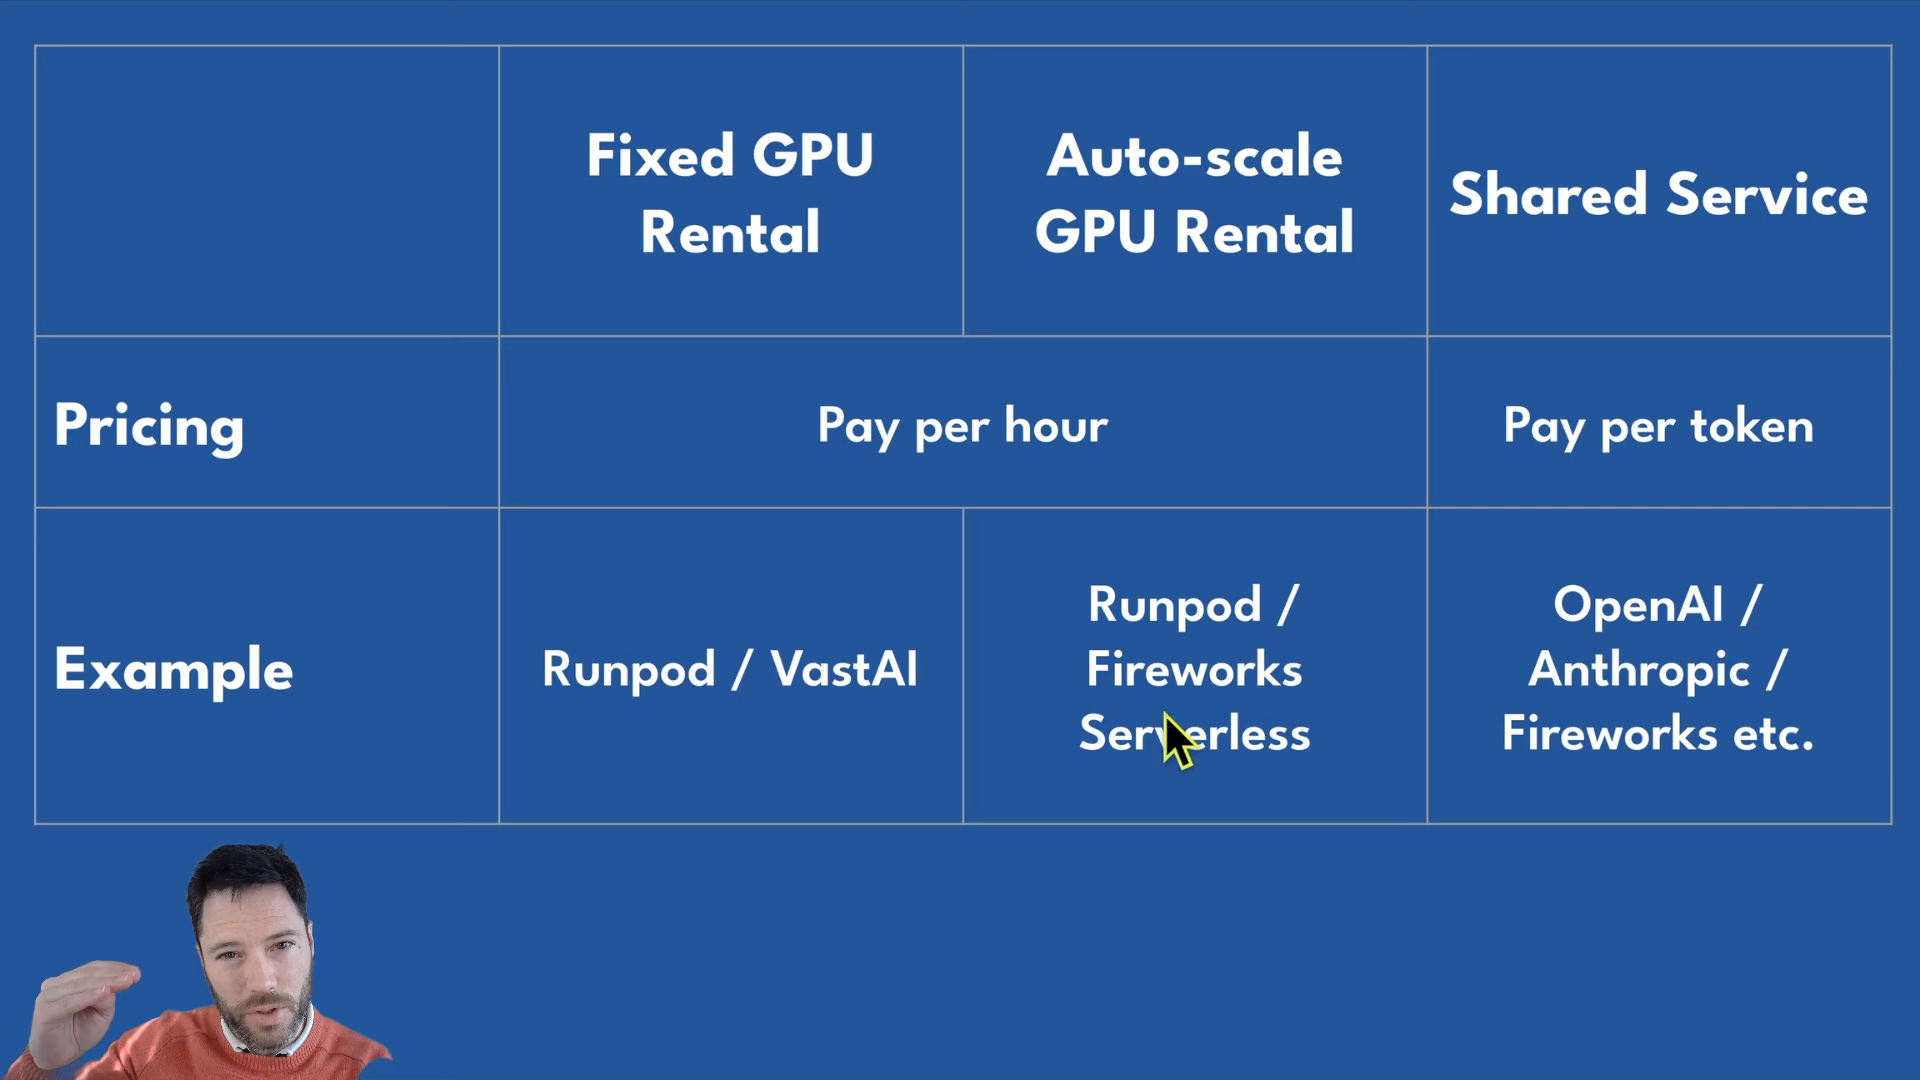 Fixed GPU
Rental
Auto-scale
GPU Rental
Shared Service
Pricing
Pay per hour
Pay per token
Example
Runpod / VastAI
Runpod /
Fireworks
Serverless
OpenAI /
Anthropic /
Fireworks etc.